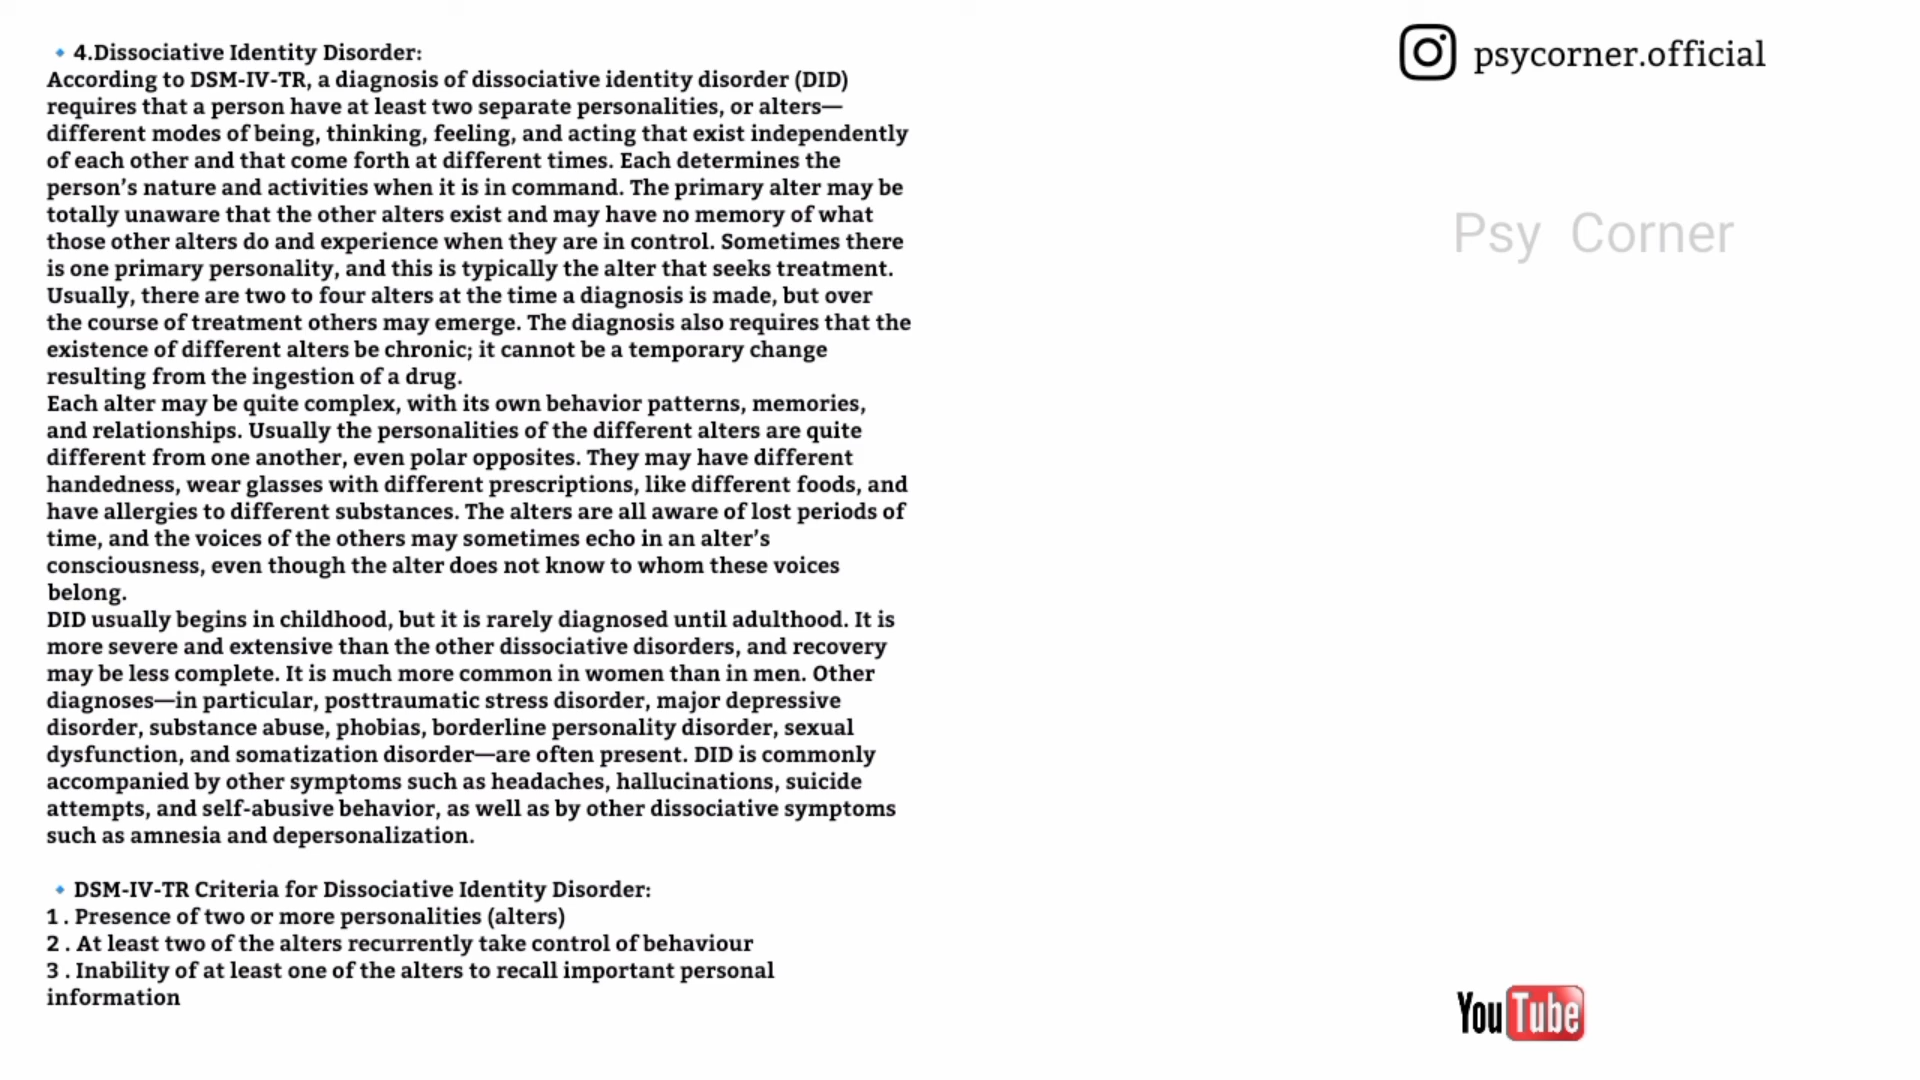 4.Dissociative Identity Disorder:
According to DSM-IV-TR, a diagnosis of dissociative identity disorder (DID)
requires that a person have at least two separate personalities, or alters—
different modes of being, thinking, feeling, and acting that exist independently
of each other and that come forth at different times. Each determines the
person’s nature and activities when it is in command. The primary alter may be
totally unaware that the other alters exist and may have no memory of what
those other alters do and experience when they are in control. Sometimes there
is one primary personality, and this is typically the alter that seeks treatment.
Usually, there are two to four alters at the time a diagnosis is made, but over
the course of treatment others may emerge. The diagnosis also requires that the
existence of different alters be chronic; it cannot be a temporary change
resulting from the ingestion of a drug.
Each alter may be quite complex, with its own behavior patterns, memories,
and relationships. Usually the personalities of the different alters are quite
different from one another, even polar opposites. They may have different
handedness, wear glasses with different prescriptions, like different foods, and
have allergies to different substances. The alters are all aware of lost periods of
time, and the voices of the others may sometimes echo in an alter’s
consciousness, even though the alter does not know to whom these voices
belong.
DID usually begins in childhood, but it is rarely diagnosed until adulthood. It is
more severe and extensive than the other dissociative disorders, and recovery
may be less complete. It is much more common in women than in men. Other
diagnoses—in particular, posttraumatic stress disorder, major depressive
disorder, substance abuse, phobias, borderline personality disorder, sexual
dysfunction, and somatization disorder—are often present. DID is commonly
accompanied by other symptoms such as headaches, hallucinations, suicide
attempts, and self-abusive behavior, as well as by other dissociative symptoms
such as amnesia and depersonalization.
DSM-IV-TR Criteria for Dissociative Identity Disorder:
1 . Presence of two or more personalities (alters)
2 . At least two of the alters recurrently take control of behaviour
3 . Inability of at least one of the alters to recall important personal
information
psycorner.official
Psy Corner
YouTube